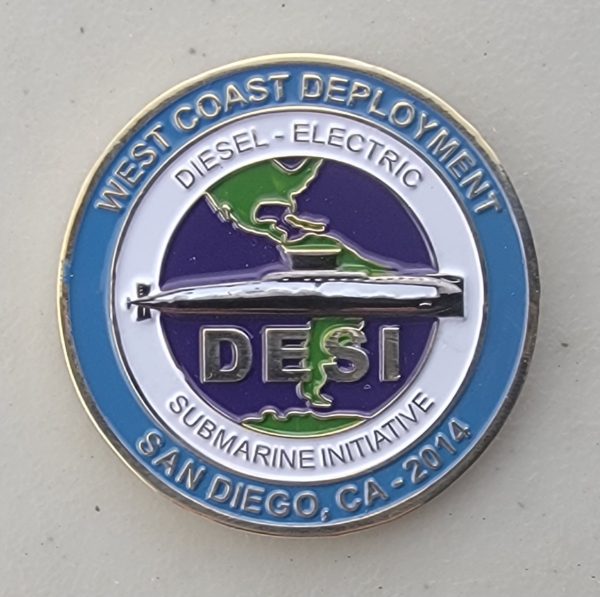 WEST COAST DEPLOYMENT
DIESEL - ELECTRIC
DESI
SUBMARINE INITIATIVE
SAN DIEGO, CA - 2014